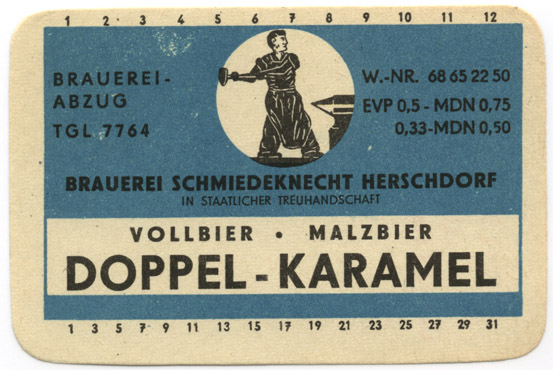 1 2 3 4 5 6 7 8 9 10 11 12
BRAUEREI-
ABZUG
TGL 7764
W.-NR. 68 65 22 50
EVP 0,5 - MDN 0,75
0,33-MDN 0,50
BRAUEREI SCHMIEDEKNECHT HERSCHDORF
IN STAATLICHER TREUHANDSCHAFT
VOLLBIER • MALZBIER
DOPPEL-KARAMEL
1 3 5 7 9 11 13 15 17 19 21 23 25 27 29 31